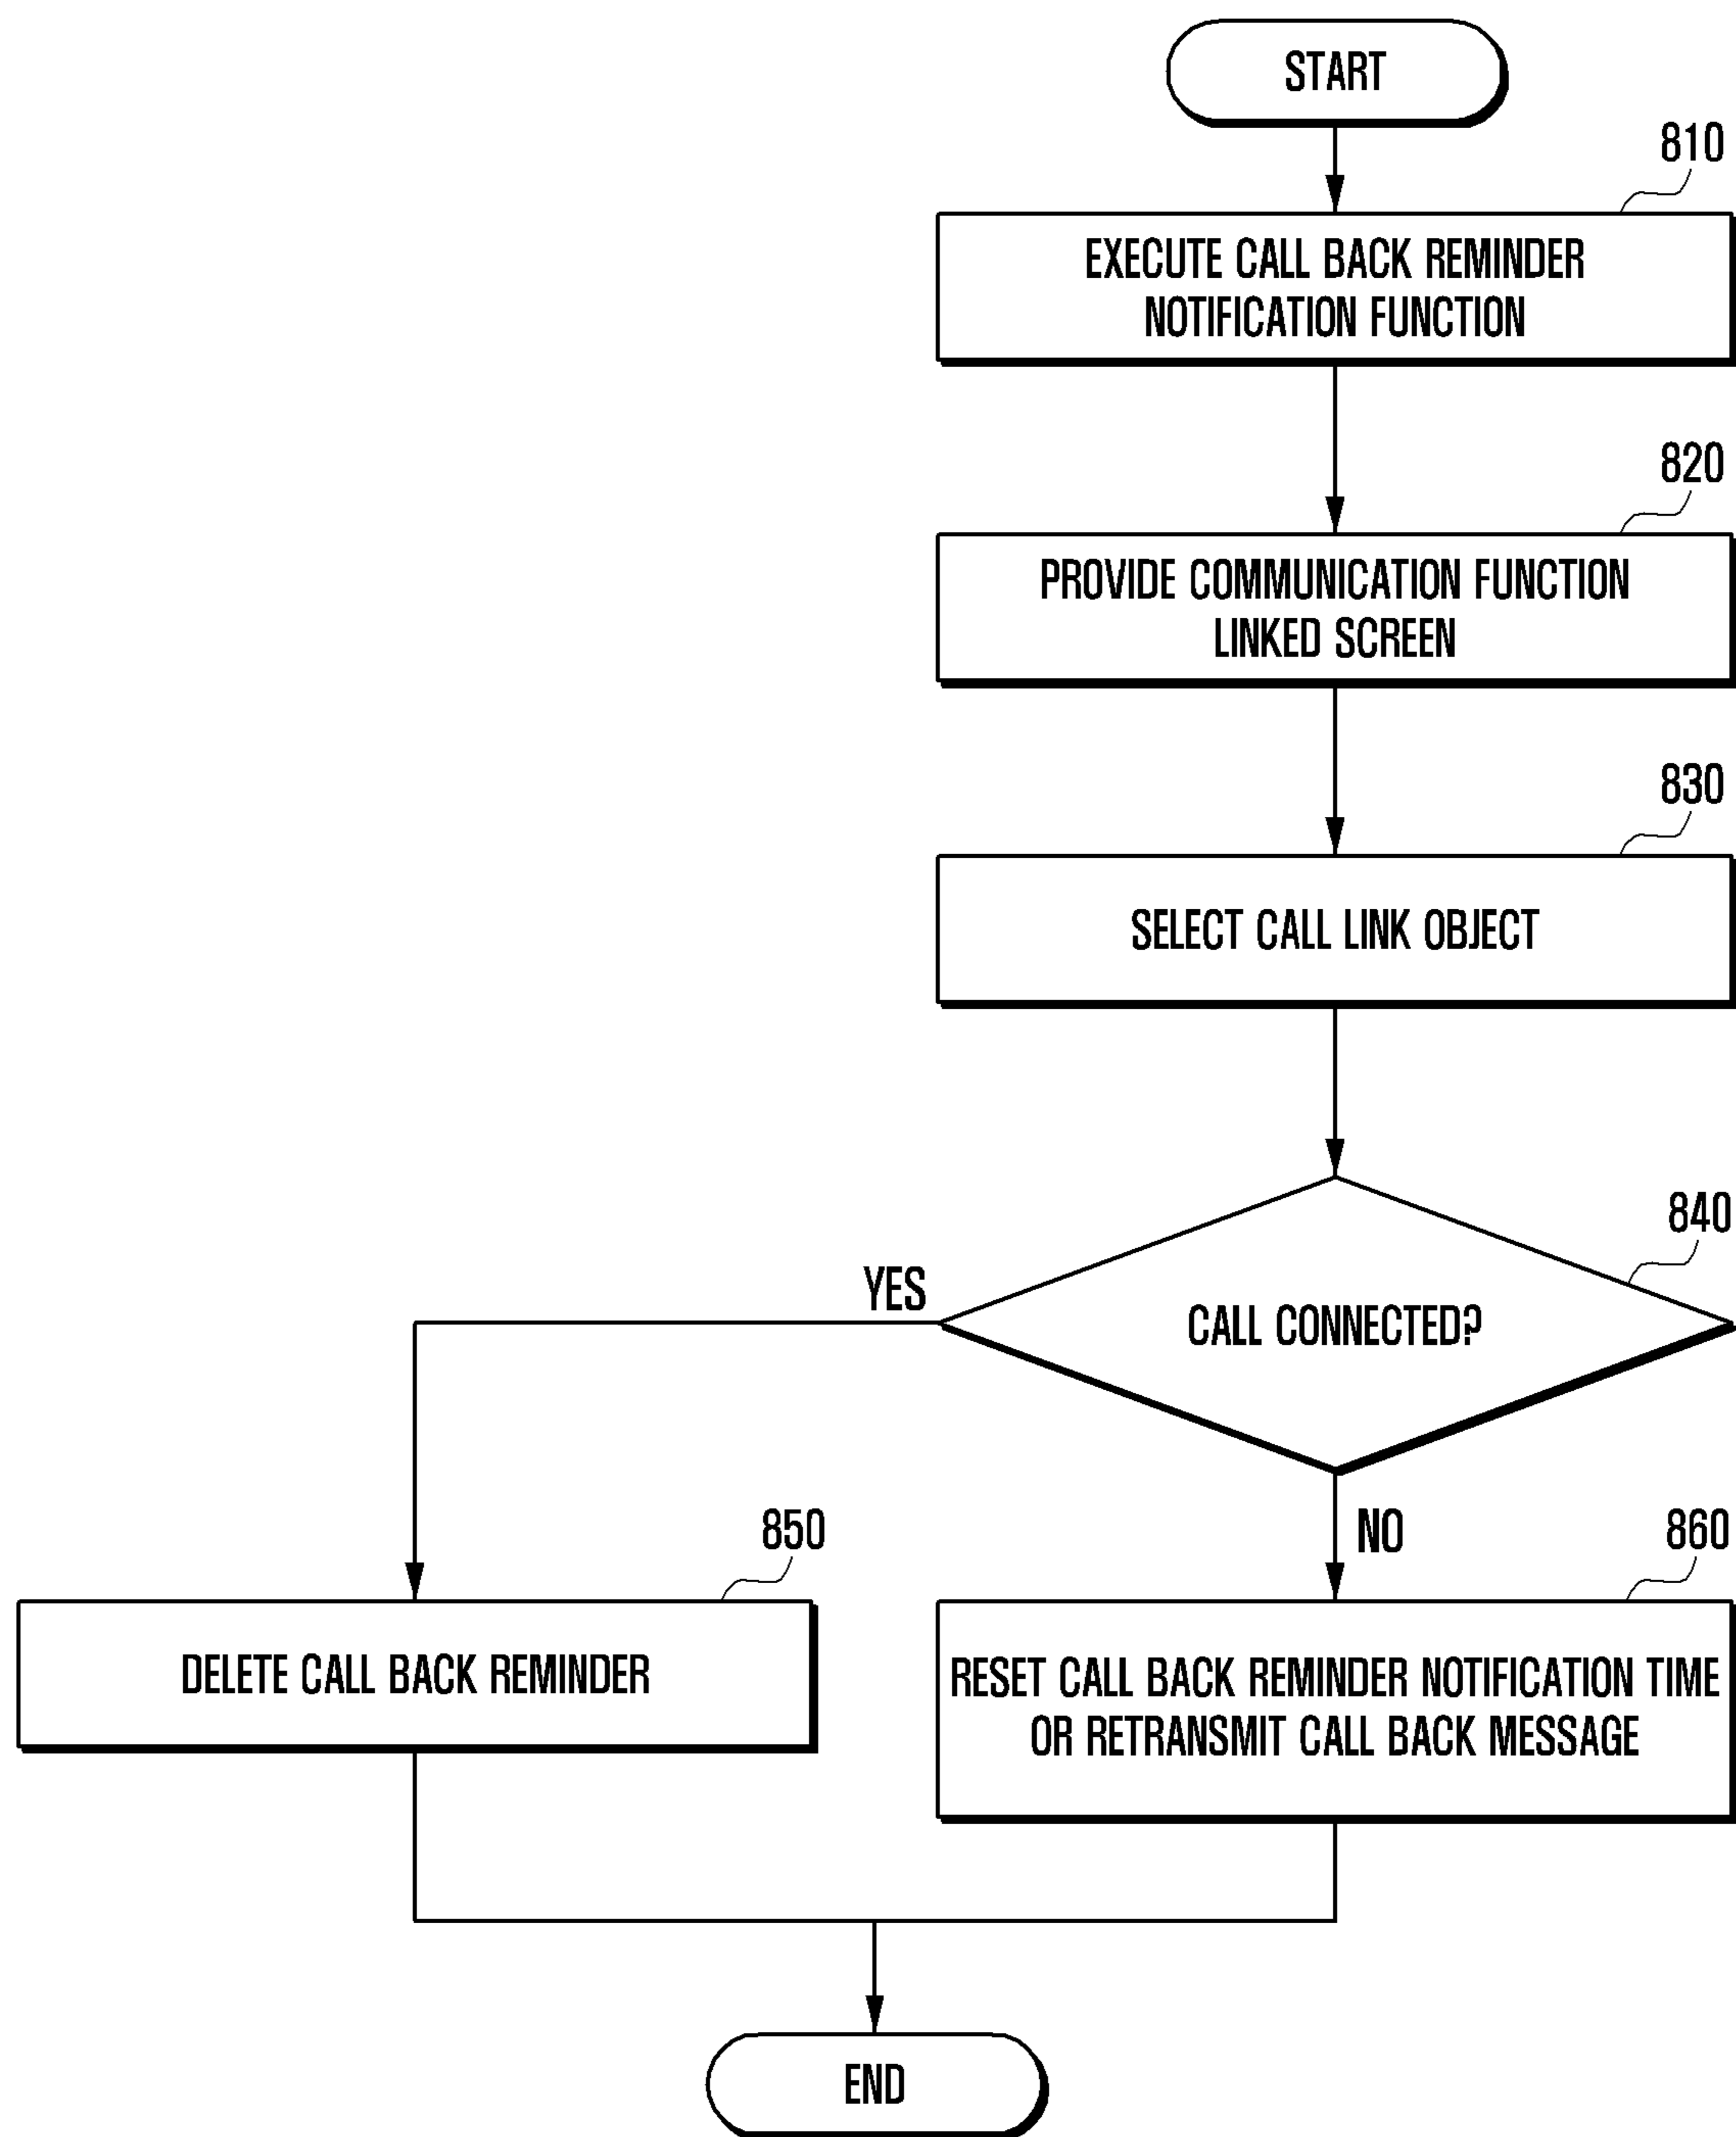 START
810
EXECUTE CALL BACK REMINDER
NOTIFICATION FUNCTION
820
PROVIDE COMMUNICATION FUNCTION
LINKED SCREEN
830
SELECT CALL LINK OBJECT
840
YES
CALL CONNECTED?
NO
850
860
DELETE CALL BACK REMINDER
RESET CALL BACK REMINDER NOTIFICATION TIME
OR RETRANSMIT CALL BACK MESSAGE
END